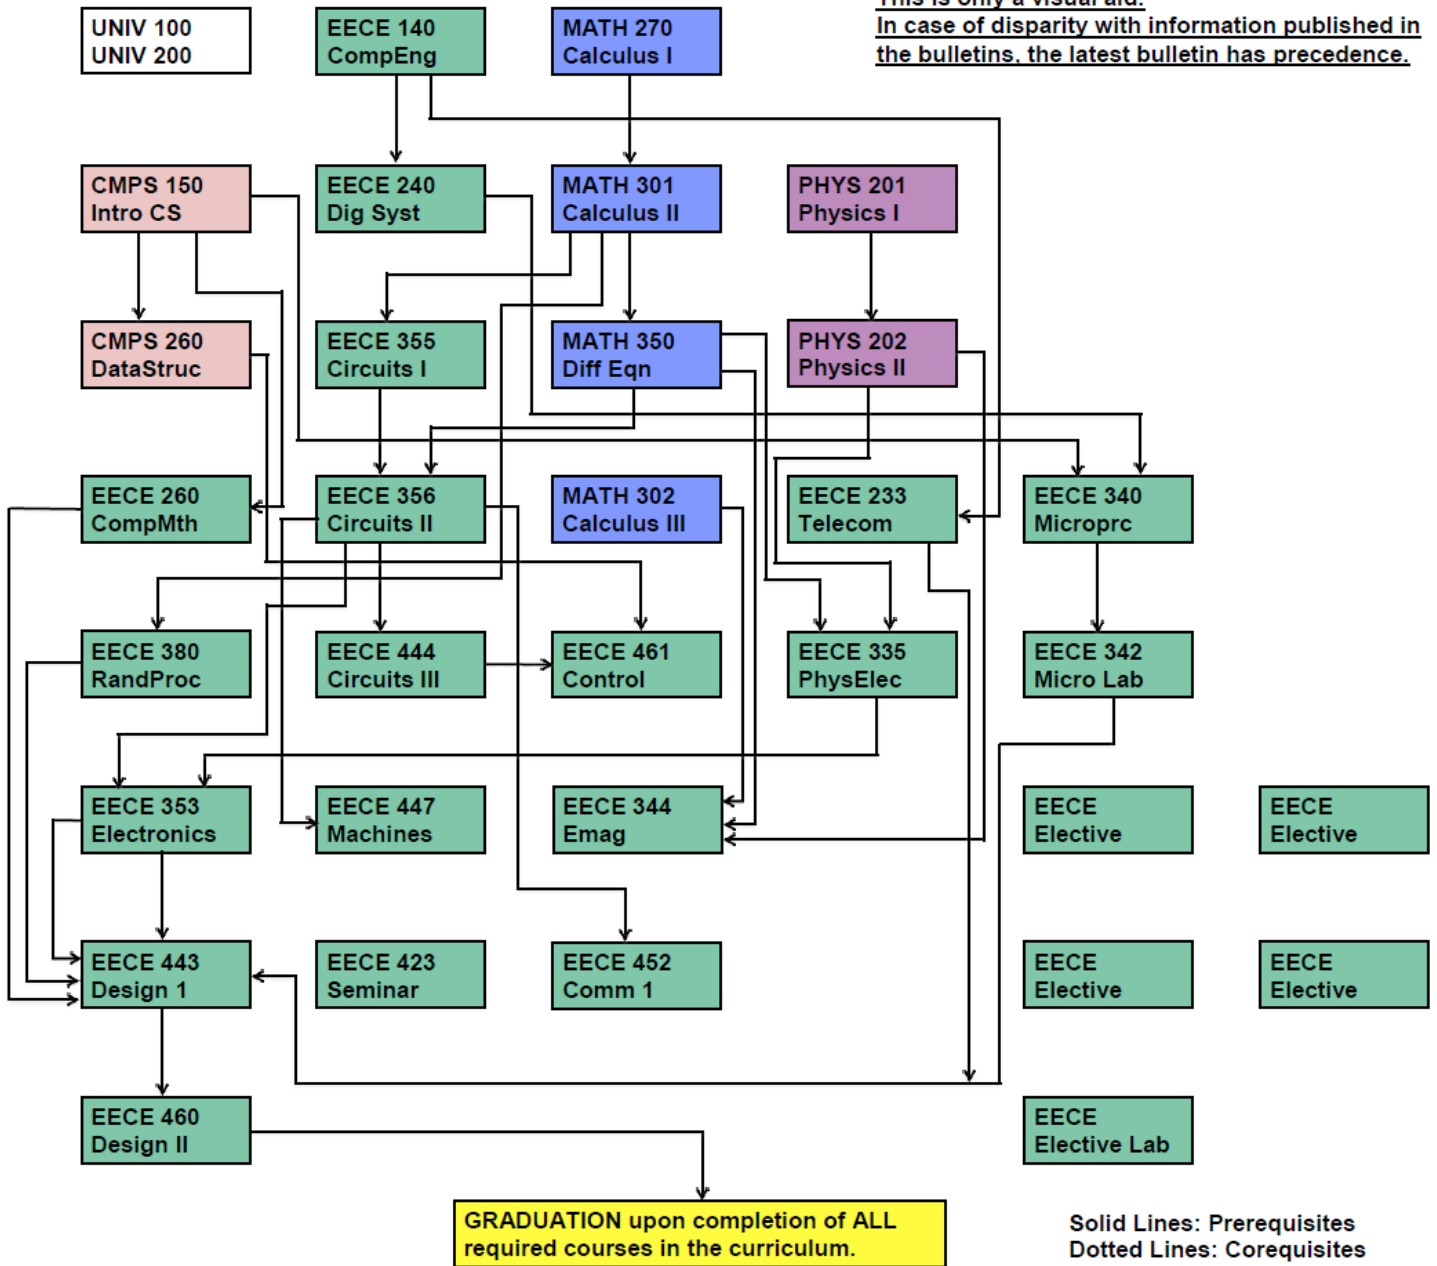 This is only a visual aid.
In case of disparity with information published in
the bulletins, the latest bulletin has precedence.
UNIV 100
UNIV 200
EECE 140
CompEng
MATH 270
Calculus I
CMPS 150
Intro CS
EECE 240
Dig Syst
MATH 301
Calculus II
PHYS 201
Physics I
CMPS 260
DataStruc
EECE 355
Circuits I
MATH 350
Diff Eqn
PHYS 202
Physics II
EECE 260
CompMth
EECE 356
Circuits II
MATH 302
Calculus III
EECE 233
Telecom
EECE 340
Microprc
EECE 380
RandProc
EECE 444
Circuits III
EECE 461
Control
EECE 335
PhysElec
EECE 342
Micro Lab
EECE 353
Electronics
EECE 447
Machines
EECE 344
Emag
EECE
Elective
EECE
Elective
EECE 443
Design 1
EECE 423
Seminar
EECE 452
Comm 1
EECE
Elective
EECE
Elective
EECE 460
Design II
EECE
Elective Lab
GRADUATION upon completion of ALL
required courses in the curriculum.
Solid Lines: Prerequisites
Dotted Lines: Corequisites